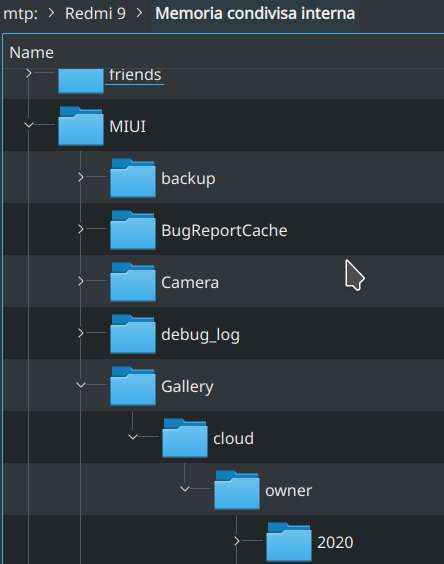 mtp: > Redmi 9 > Memoria condivisa interna
Name
friends
MIUI
backup
BugReportCache
Camera
debug_log
Gallery
cloud
owner
2020